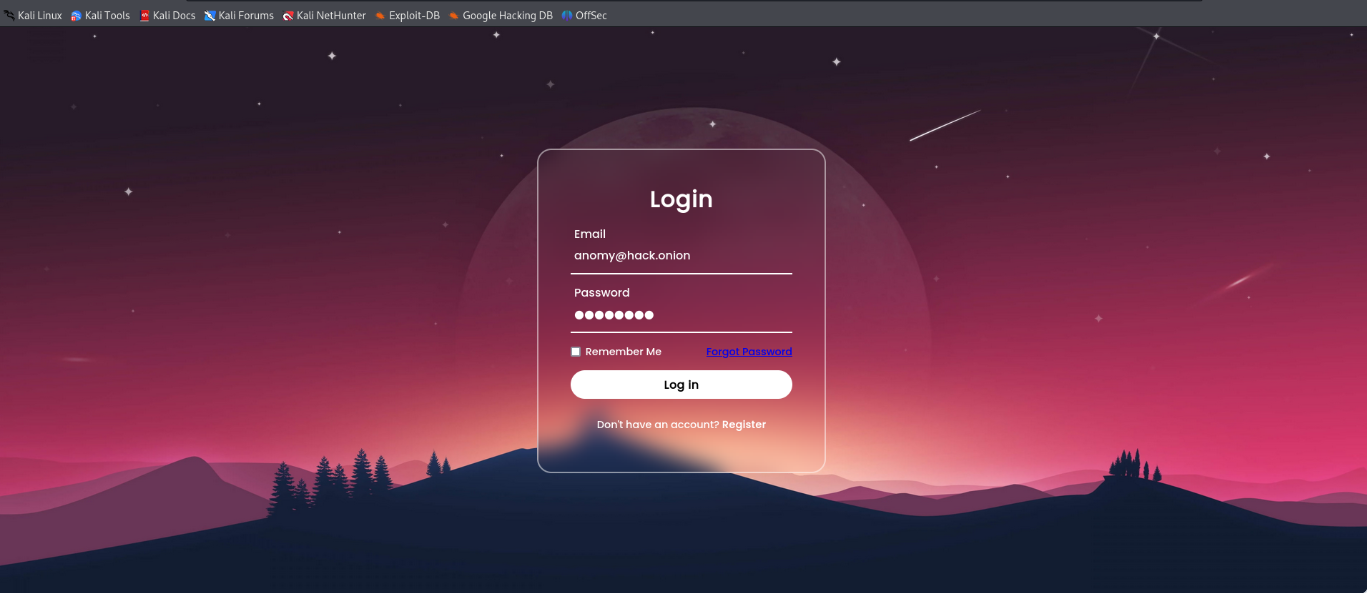 Kali Linux Kali Tools Kali Docs Kali Forums Kali NetHunter Exploit-DB Google Hacking DB OffSec
Login
Email
anomy@hack.onion
Password
●●●●●●●●
Remember Me Forgot Password
Log in
Don't have an account? Register